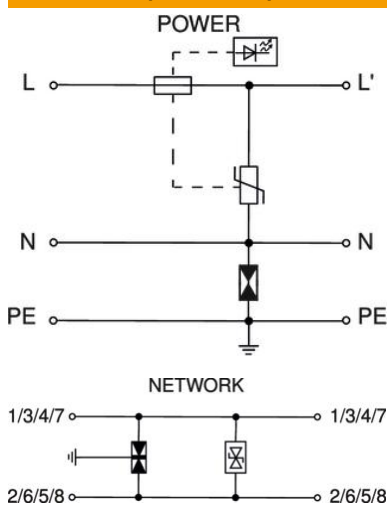 POWER
L L'
N N
PE PE
NETWORK
1/3/4/7 1/3/4/7
2/6/5/8 2/6/5/8